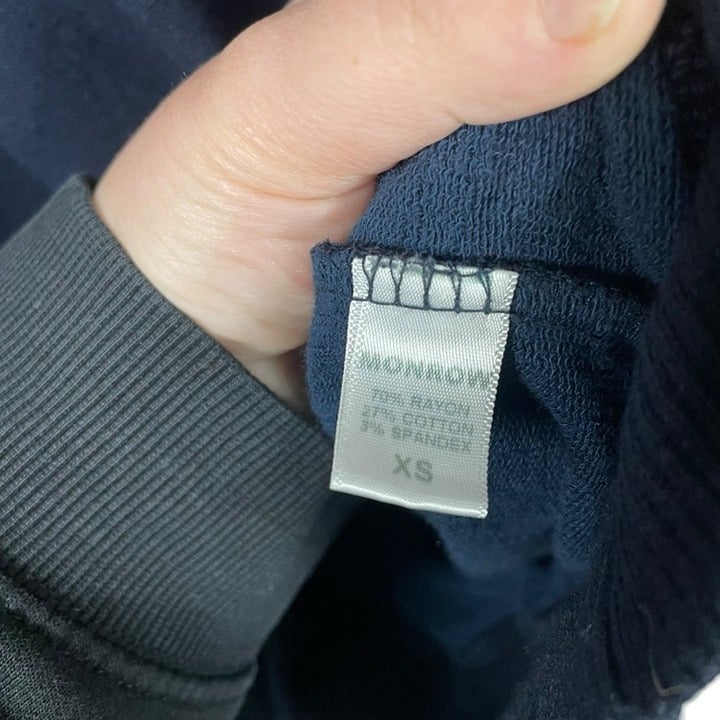 MONROW
70% RAYON
27% COTTON
3% SPANDEX
XS